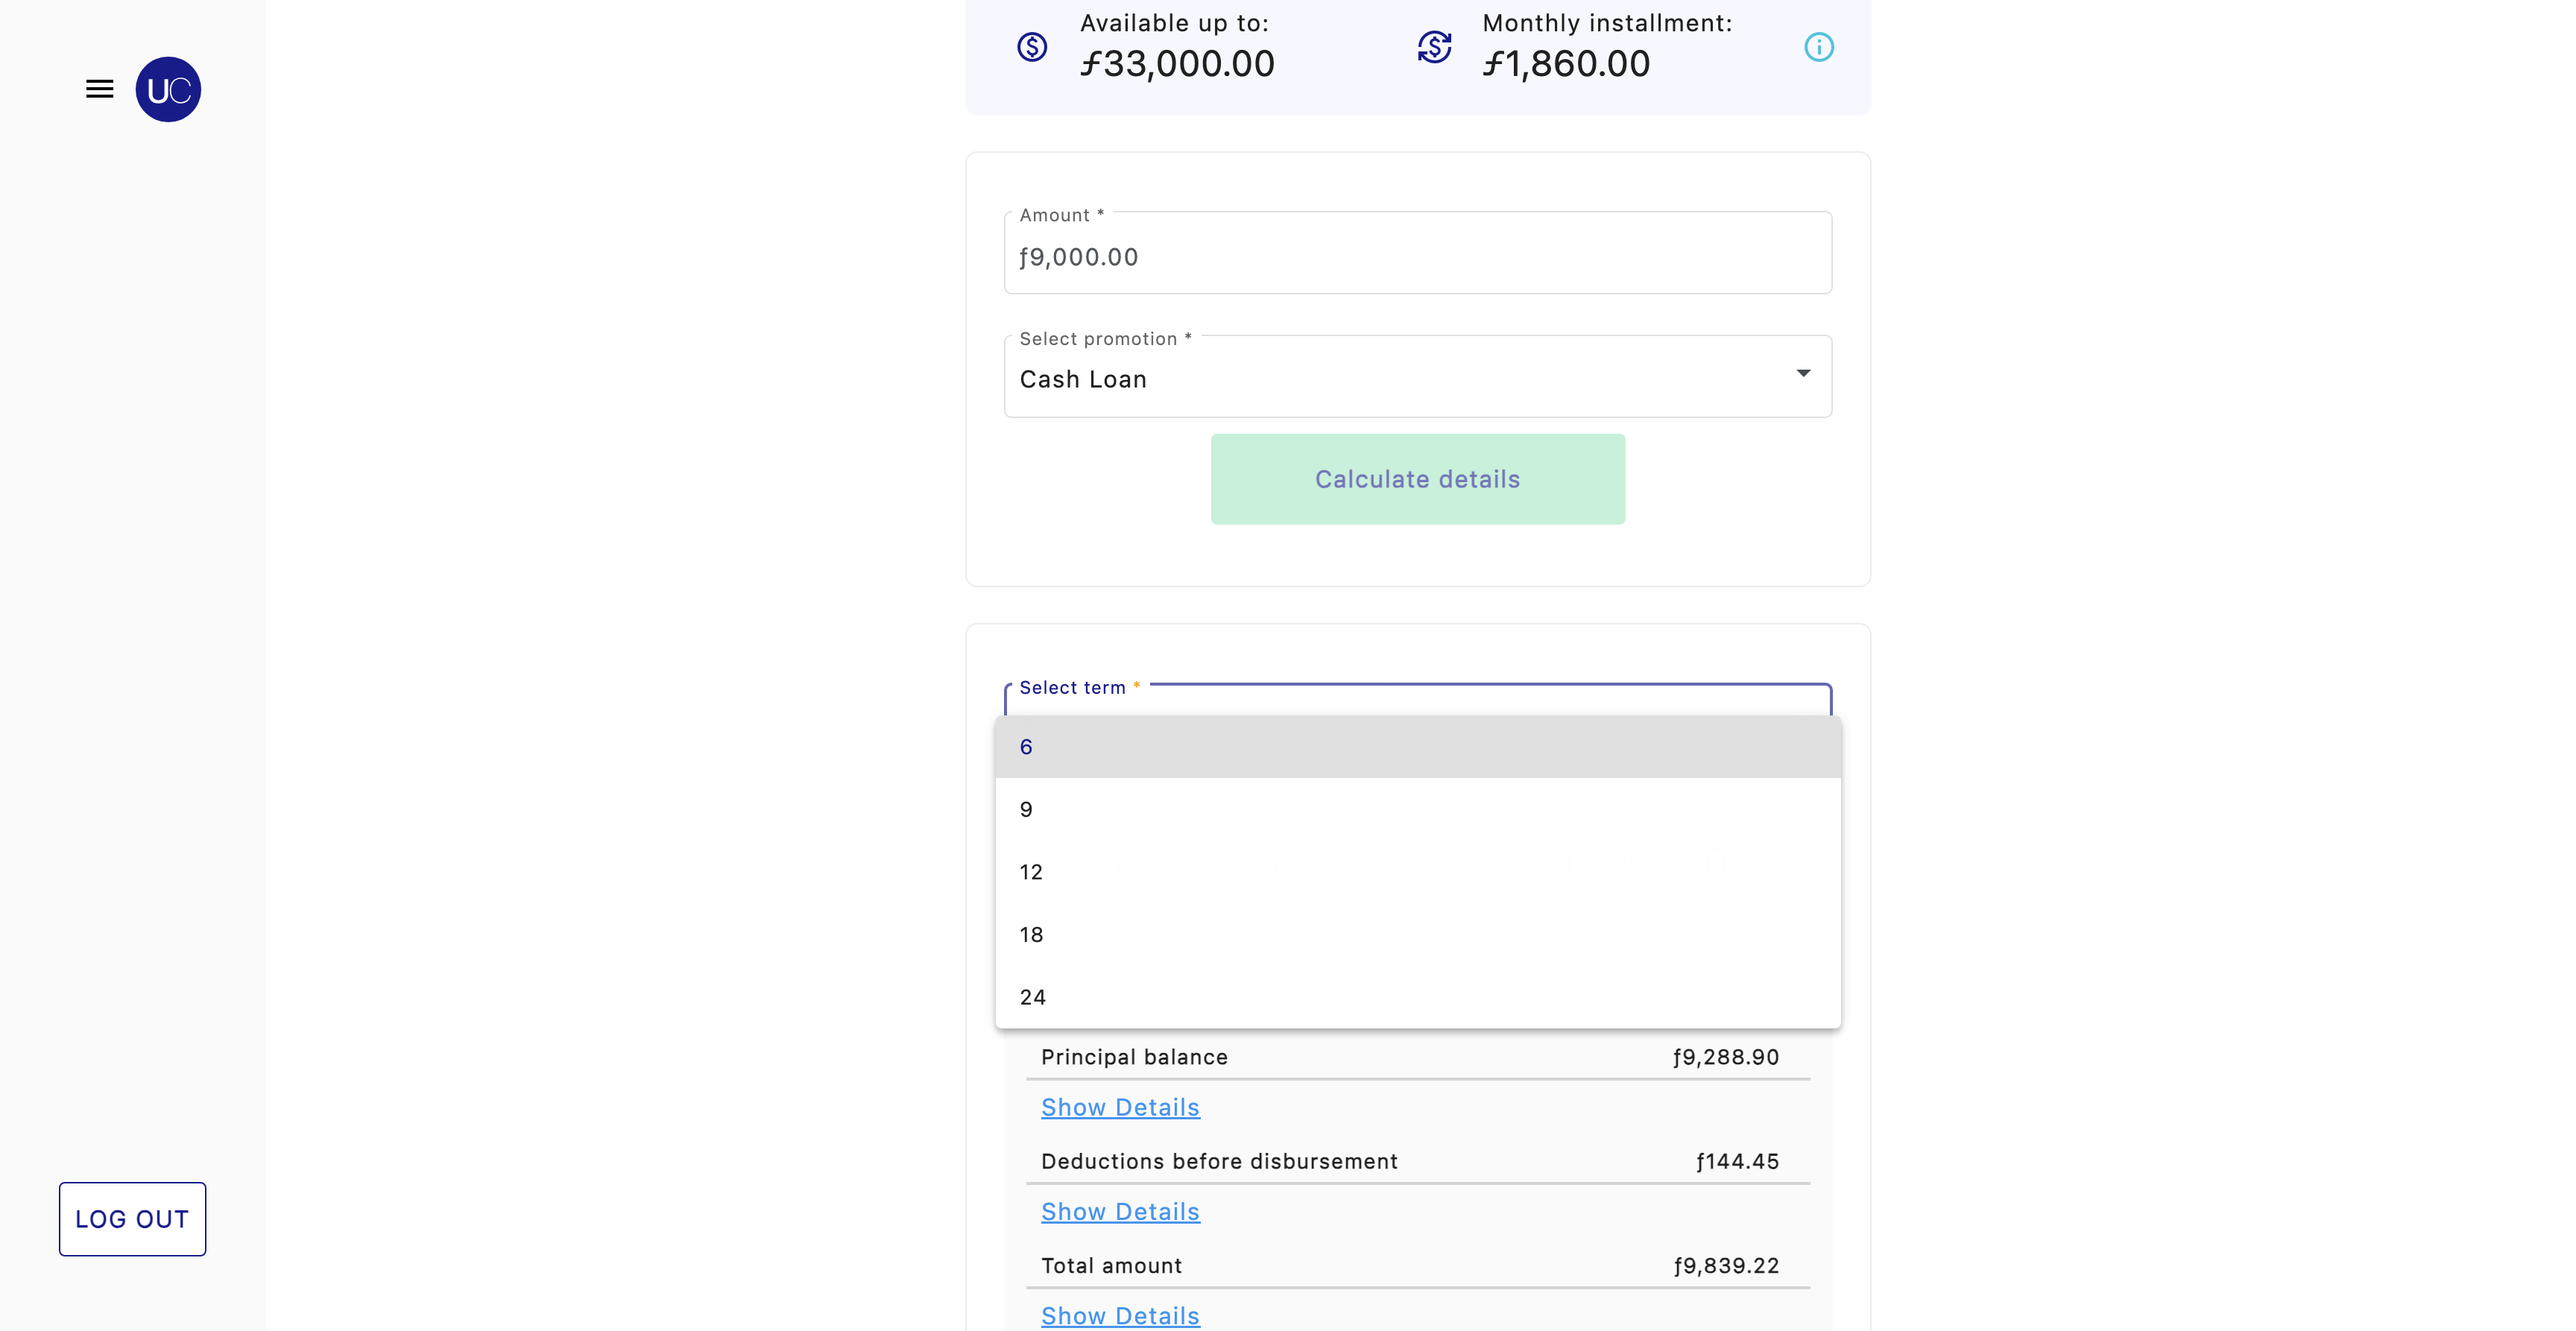 Available up to:
ƒ33,000.00
Monthly installment:
ƒ1,860.00
UC
Amount *
ƒ9,000.00
Select promotion *
Cash Loan
Calculate details
Select term *
6
9
12
18
24
Principal balance ƒ9,288.90
Show Details
Deductions before disbursement ƒ144.45
Show Details
Total amount ƒ9,839.22
Show Details
LOG OUT